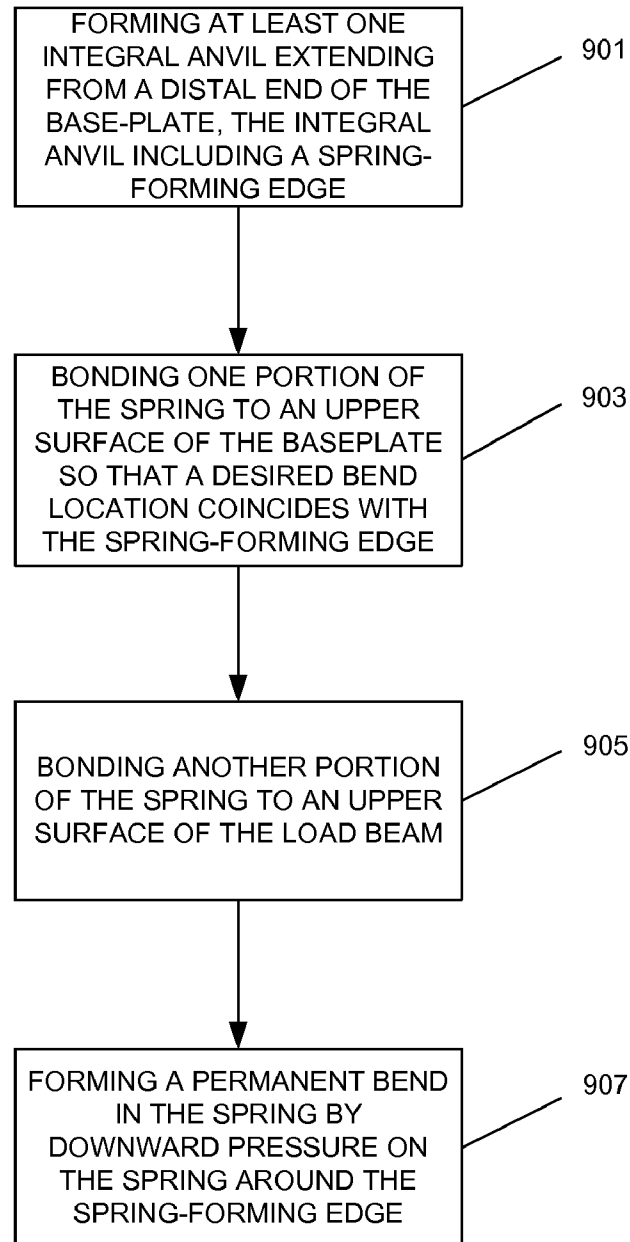 FORMING AT LEAST ONE
INTEGRAL ANVIL EXTENDING
FROM A DISTAL END OF THE
BASE-PLATE, THE INTEGRAL
ANVIL INCLUDING A SPRING-
FORMING EDGE
901
BONDING ONE PORTION OF
THE SPRING TO AN UPPER
SURFACE OF THE BASEPLATE
SO THAT A DESIRED BEND
LOCATION COINCIDES WITH
THE SPRING-FORMING EDGE
903
BONDING ANOTHER PORTION
OF THE SPRING TO AN UPPER
SURFACE OF THE LOAD BEAM
905
FORMING A PERMANENT BEND
IN THE SPRING BY
DOWNWARD PRESSURE ON
THE SPRING AROUND THE
SPRING-FORMING EDGE
907